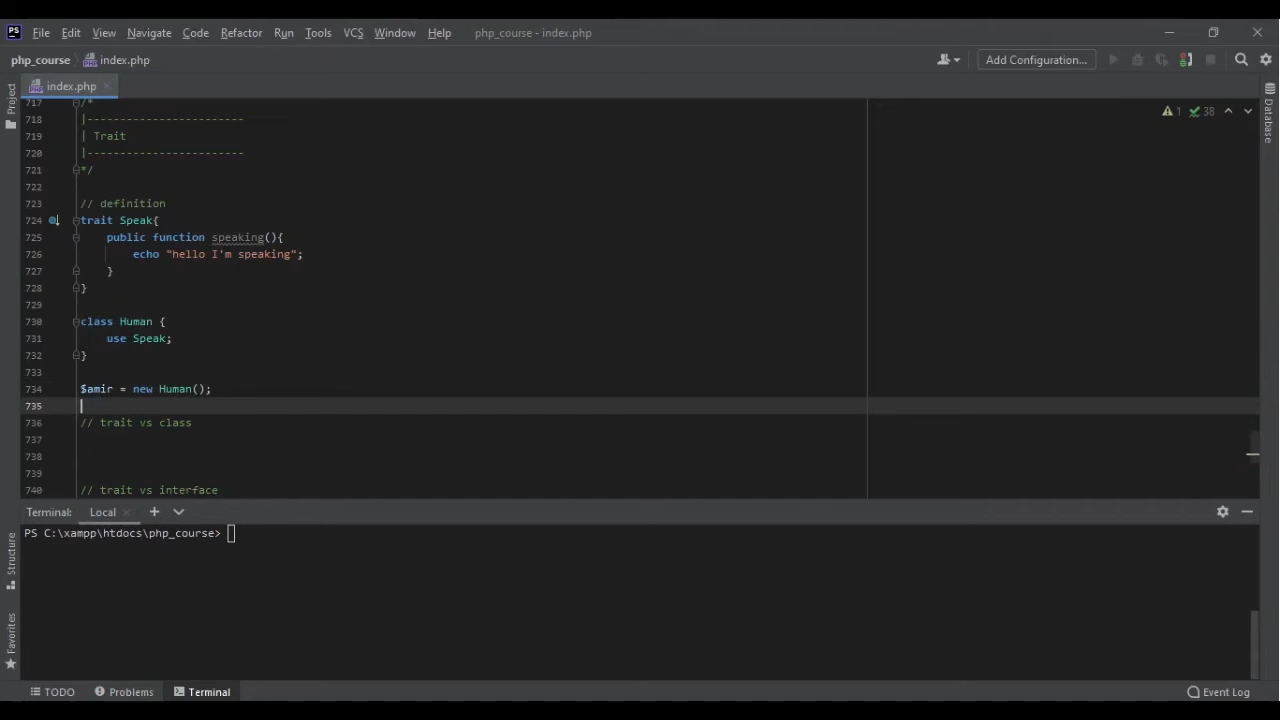 PS File Edit View Navigate Code Refactor Run Tools VCS Window Help php_course - index.php
php_course index.php Add Configuration...
index.php
Project
Database
1 38
717 /*
718 |------------------------
719 | Trait
720 |------------------------
721 */
722
723 // definition
724 trait Speak{
725 public function speaking(){
726 echo "hello I'm speaking";
727 }
728 }
729
730 class Human {
731 use Speak;
732 }
733
734 $amir = new Human();
735
736 // trait vs class
737
738
739
740 // trait vs interface
Terminal: Local
PS C:\xampp\htdocs\php_course>
Structure
Favorites
TODO Problems Terminal Event Log